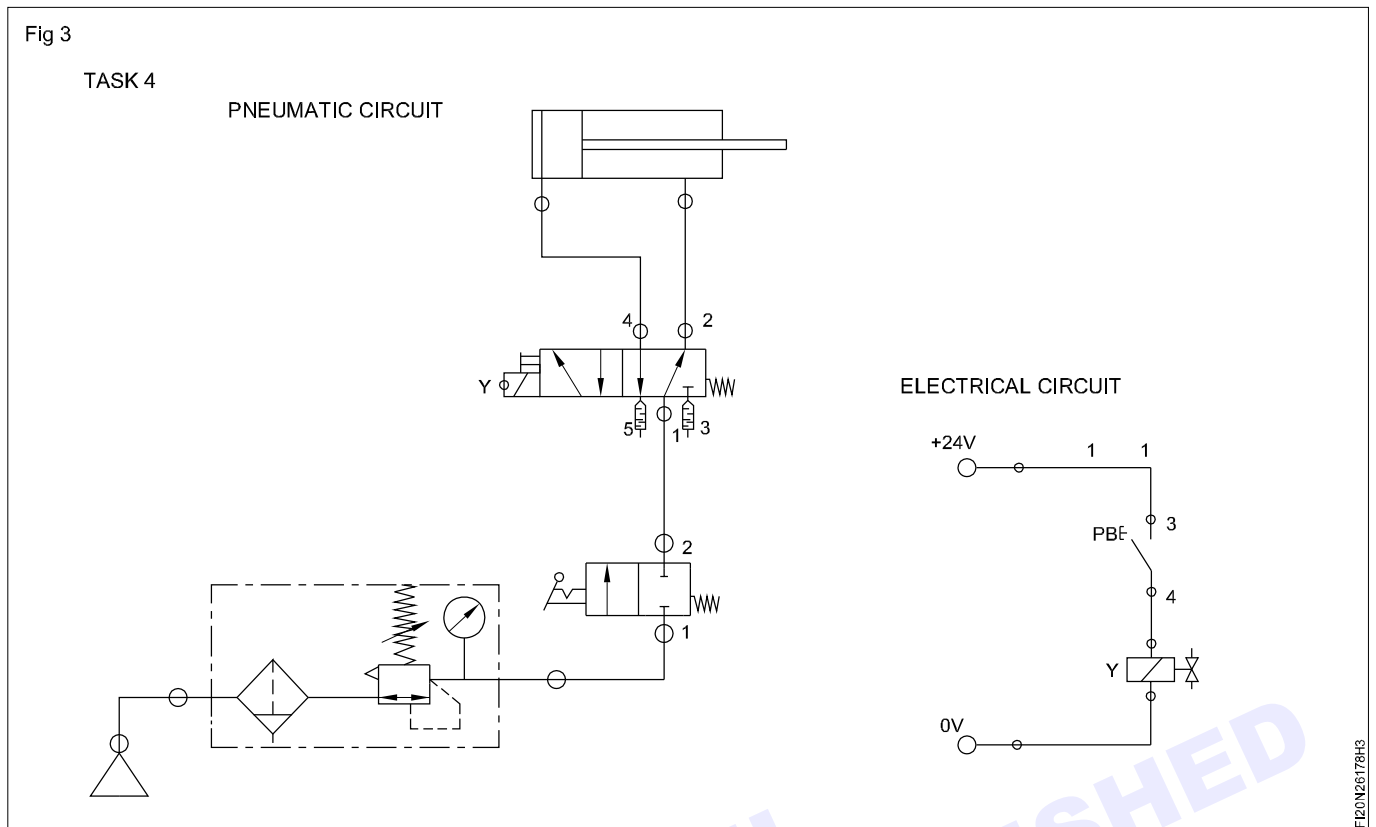 Fig 3
TASK 4
PNEUMATIC CIRCUIT
4
2
Y
5
1
3
2
1
ELECTRICAL CIRCUIT
+24V
1
1
3
PB
4
Y
0V
FI20N26178H3